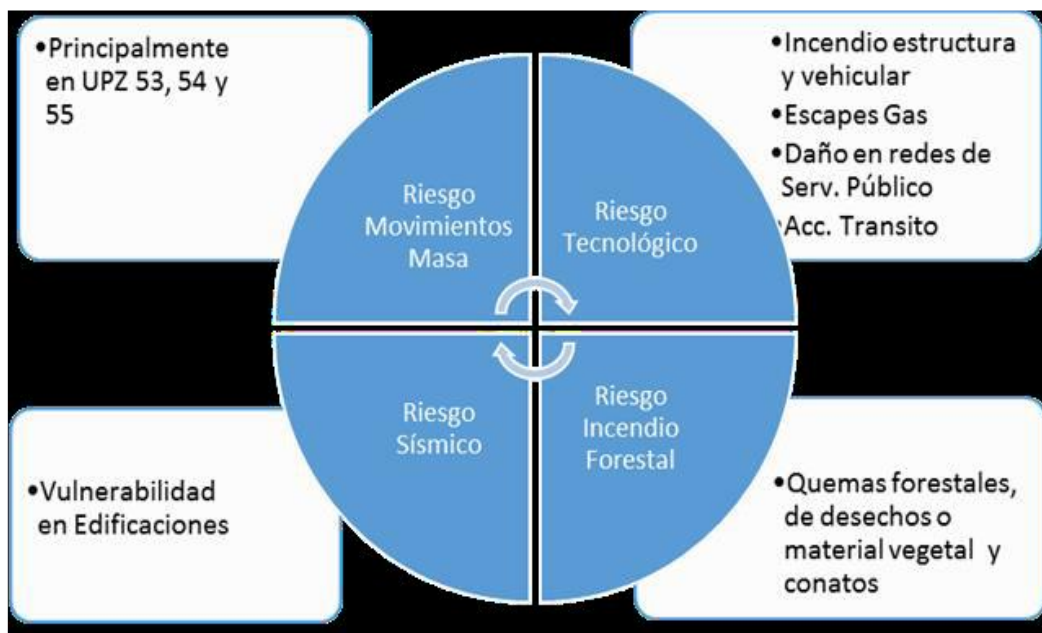 •Principalmente
en UPZ 53, 54 y
55
•Incendio estructura
y vehicular
•Escapes Gas
•Daño en redes de
Serv. Público
•Acc. Transito
Riesgo
Movimientos
Masa
Riesgo
Tecnológico
Riesgo
Sísmico
Riesgo
Incendio
Forestal
•Vulnerabilidad
en Edificaciones
•Quemas forestales,
de desechos o
material vegetal y
conatos